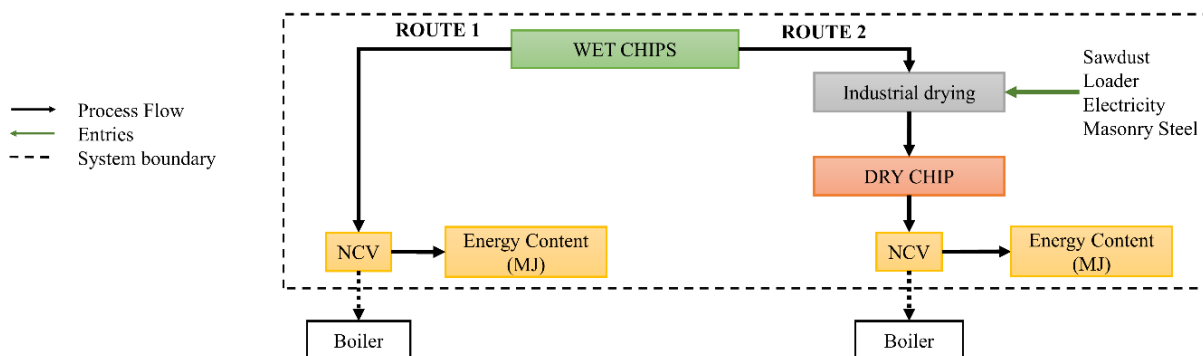 ROUTE 1
WET CHIPS
ROUTE 2
Industrial drying
Sawdust
Loader
Electricity
Masonry Steel
Process Flow
Entries
System boundary
DRY CHIP
NCV
Energy Content
(MJ)
NCV
Energy Content
(MJ)
Boiler
Boiler